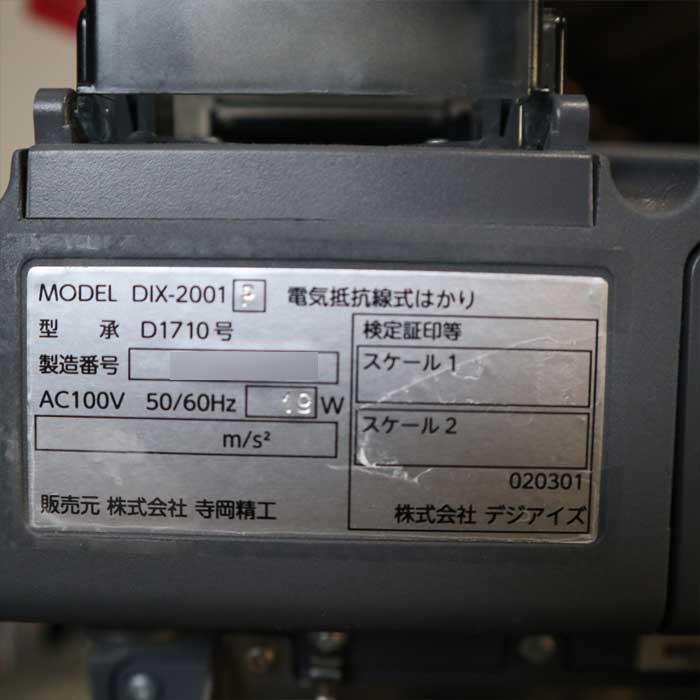 MODEL DIX-2001 P 電気抵抗線式はかり
型 承 D1710号
検定証印等
製造番号
スケール1
AC100V 50/60Hz 19 W
スケール2
m/s²
020301
販売元 株式会社 寺岡精工
株式会社 デジアイズ